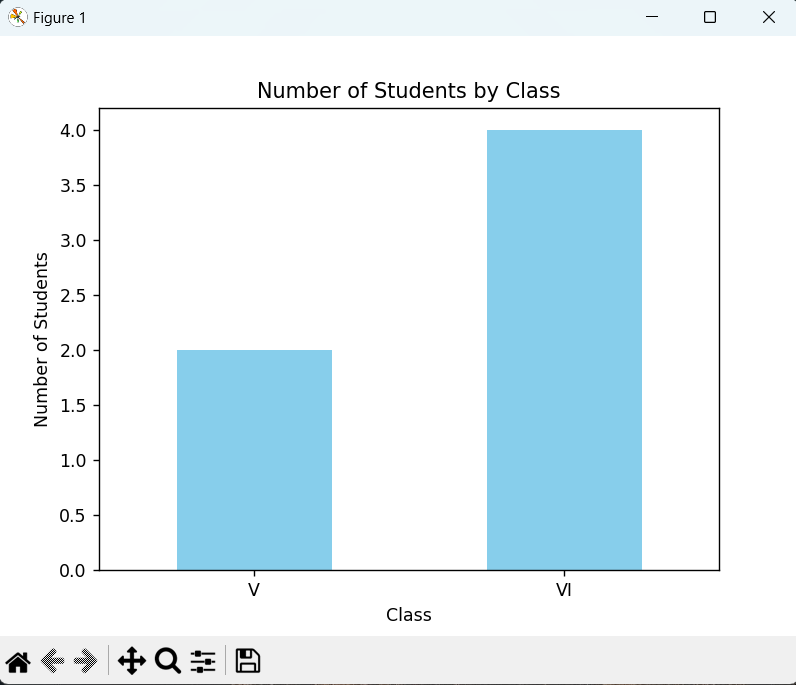 Figure 1
Number of Students by Class
4.0
3.5
3.0
2.5
2.0
1.5
1.0
0.5
0.0
Number of Students
V VI
Class